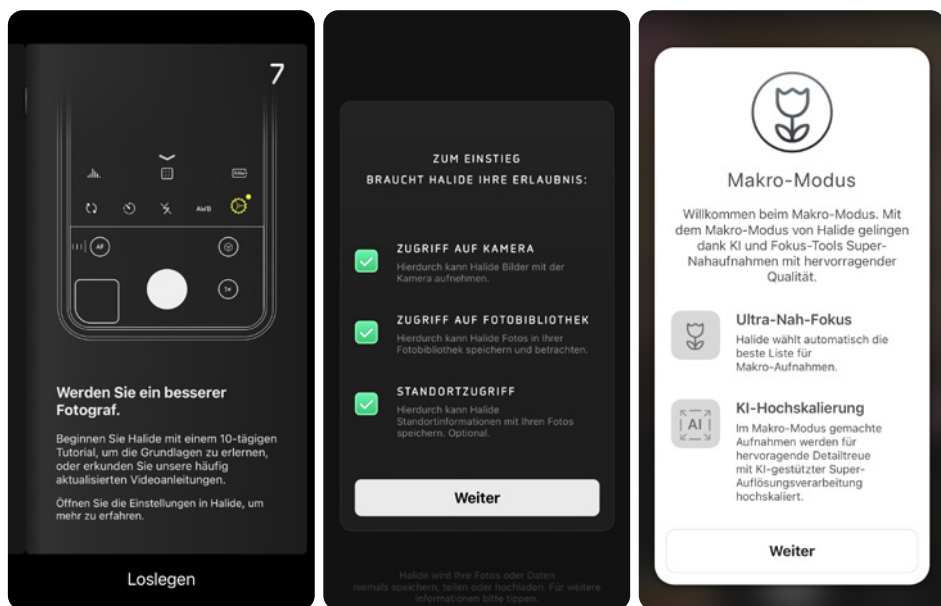 7
RAW+
AWB
AF
1×
Werden Sie ein besserer
Fotograf.
Beginnen Sie Halide mit einem 10-tägigen
Tutorial, um die Grundlagen zu erlernen,
oder erkunden Sie unsere häufig
aktualisierten Videoanleitungen.
Öffnen Sie die Einstellungen in Halide, um
mehr zu erfahren.
Loslegen
ZUM EINSTIEG
BRAUCHT HALIDE IHRE ERLAUBNIS:
ZUGRIFF AUF KAMERA
Hierdurch kann Halide Bilder mit der
Kamera aufnehmen.
ZUGRIFF AUF FOTOBIBLIOTHEK
Hierdurch kann Halide Fotos in Ihrer
Fotobibliothek speichern und betrachten.
STANDORTZUGRIFF
Hierdurch kann Halide
Standortinformationen mit Ihren Fotos
speichern. Optional.
Weiter
Halide wird Ihre Fotos oder Daten
niemals speichern, teilen oder hochladen. Für weitere
Informationen bitte tippen.
Makro-Modus
Willkommen beim Makro-Modus. Mit
dem Makro-Modus von Halide gelingen
dank KI und Fokus-Tools Super-
Nahaufnahmen mit hervorragender
Qualität.
Ultra-Nah-Fokus
Halide wählt automatisch die
beste Liste für
Makro-Aufnahmen.
AI
KI-Hochskalierung
Im Makro-Modus gemachte
Aufnahmen werden für
hervoragende Detailtreue
mit KI-gestützter Super-
Auflösungsverarbeitung
hochskaliert.
Weiter